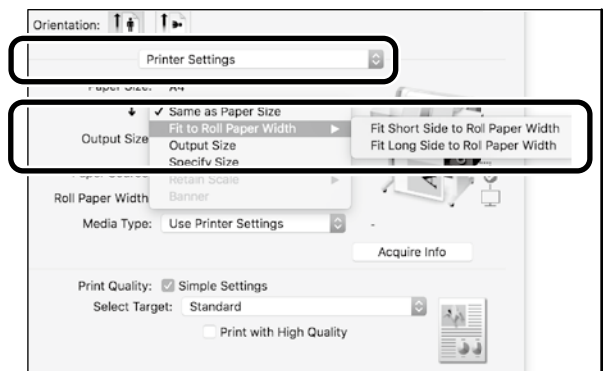 Orientation:
Printer Settings
Paper Size: A4
Same as Paper Size
Fit to Roll Paper Width
Fit Short Side to Roll Paper Width
Output Size
Output Size
Fit Long Side to Roll Paper Width
Specify Size
Retain Scale
Roll Paper Width
Banner
Media Type: Use Printer Settings
-
Acquire Info
Print Quality: Simple Settings
Select Target: Standard
Print with High Quality